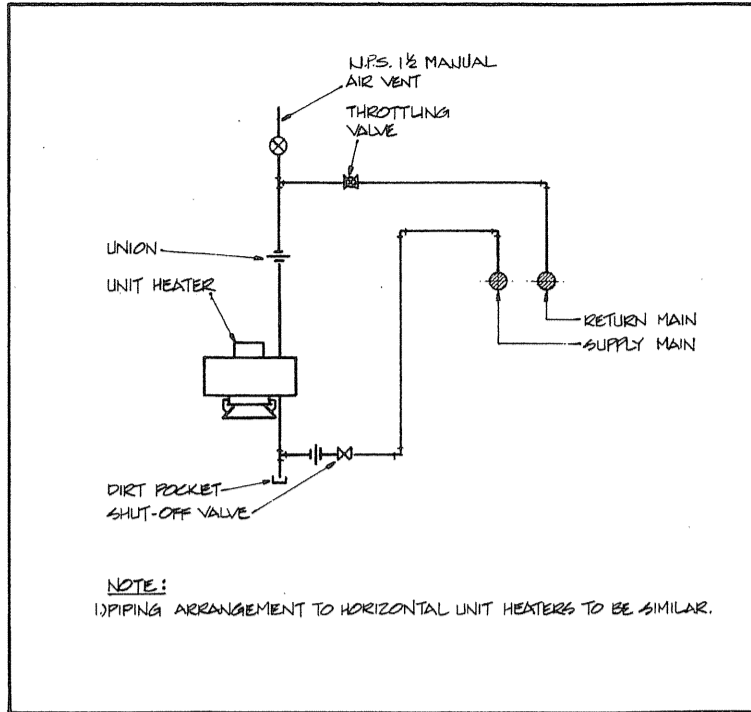 N.P.S. 1½ MANUAL
AIR VENT
THROTTLING
VALVE
UNION
UNIT HEATER
RETURN MAIN
SUPPLY MAIN
DIRT POCKET
SHUT-OFF VALVE
NOTE:
1.) PIPING ARRANGEMENT TO HORIZONTAL UNIT HEATERS TO BE SIMILAR.